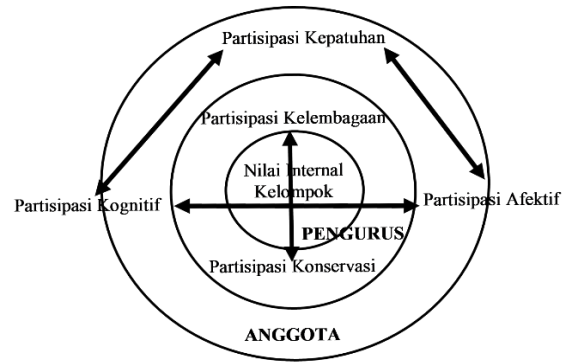 Partisipasi Kepatuhan
Partisipasi Kelembagaan
Nilai Internal
Kelompok
Partisipasi Kognitif
Partisipasi Afektif
PENGURUS
Partisipasi Konservasi
ANGGOTA